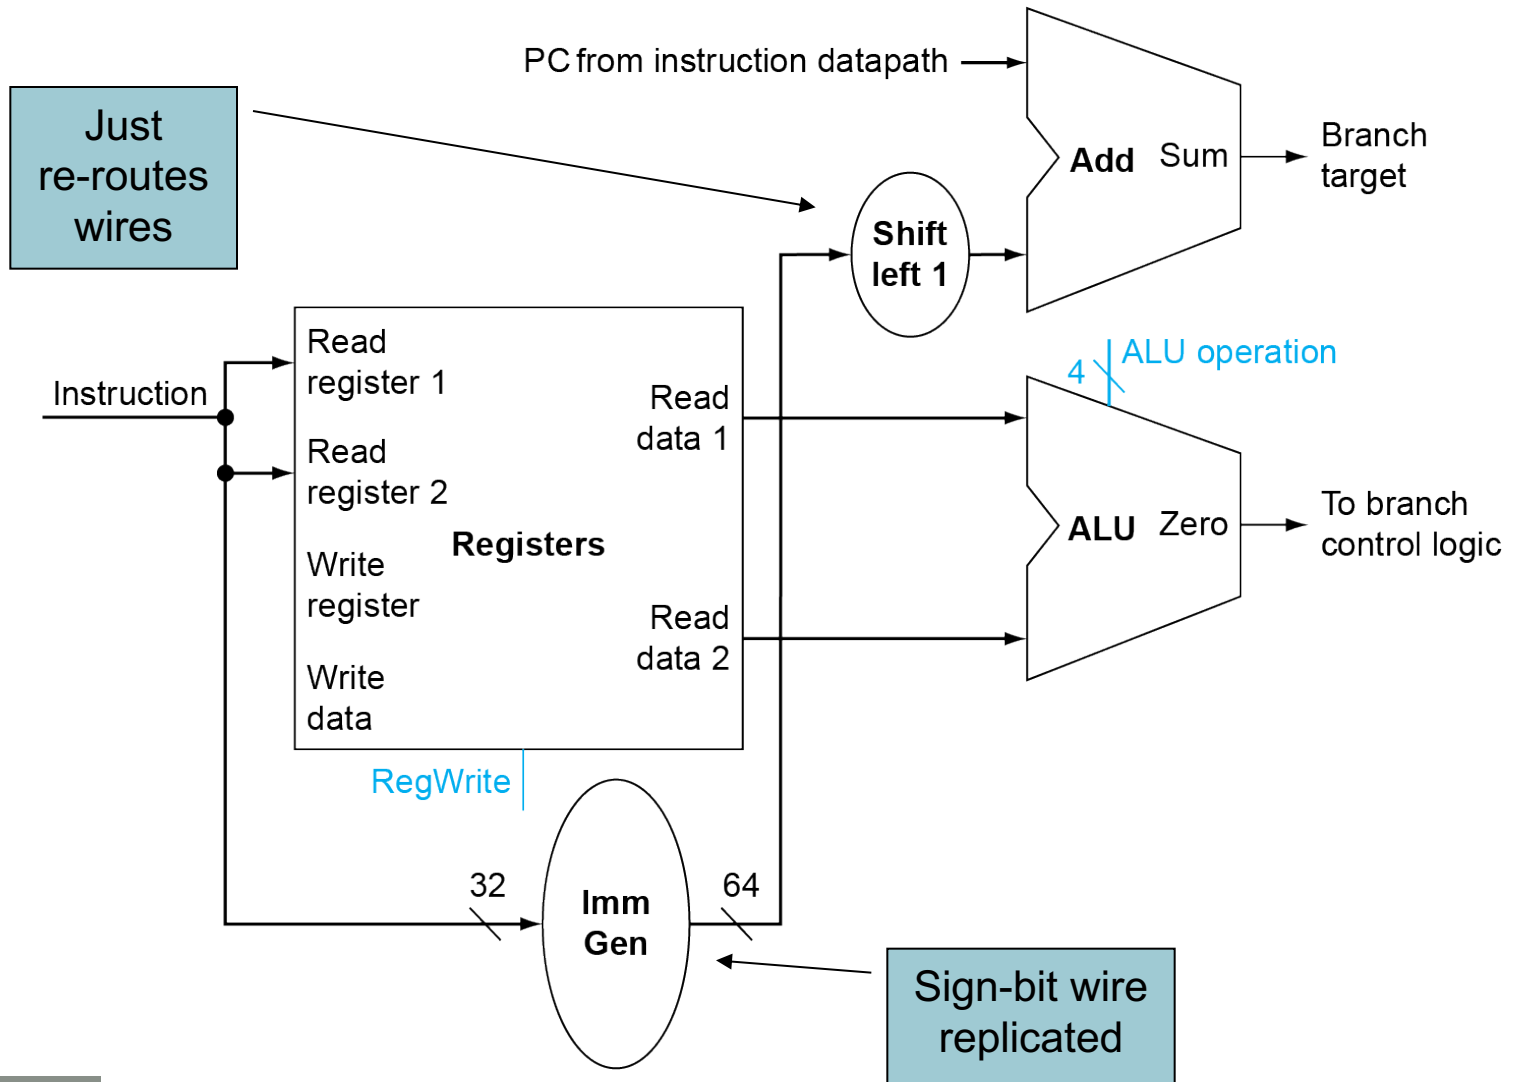 PC from instruction datapath
Just
re-routes
wires
Add
Sum
Branch
target
Shift
left 1
Instruction
Read
register 1
Read
register 2
Write
register
Write
data
Registers
Read
data 1
Read
data 2
4
ALU operation
ALU
Zero
To branch
control logic
RegWrite
32
Imm
Gen
64
Sign-bit wire
replicated